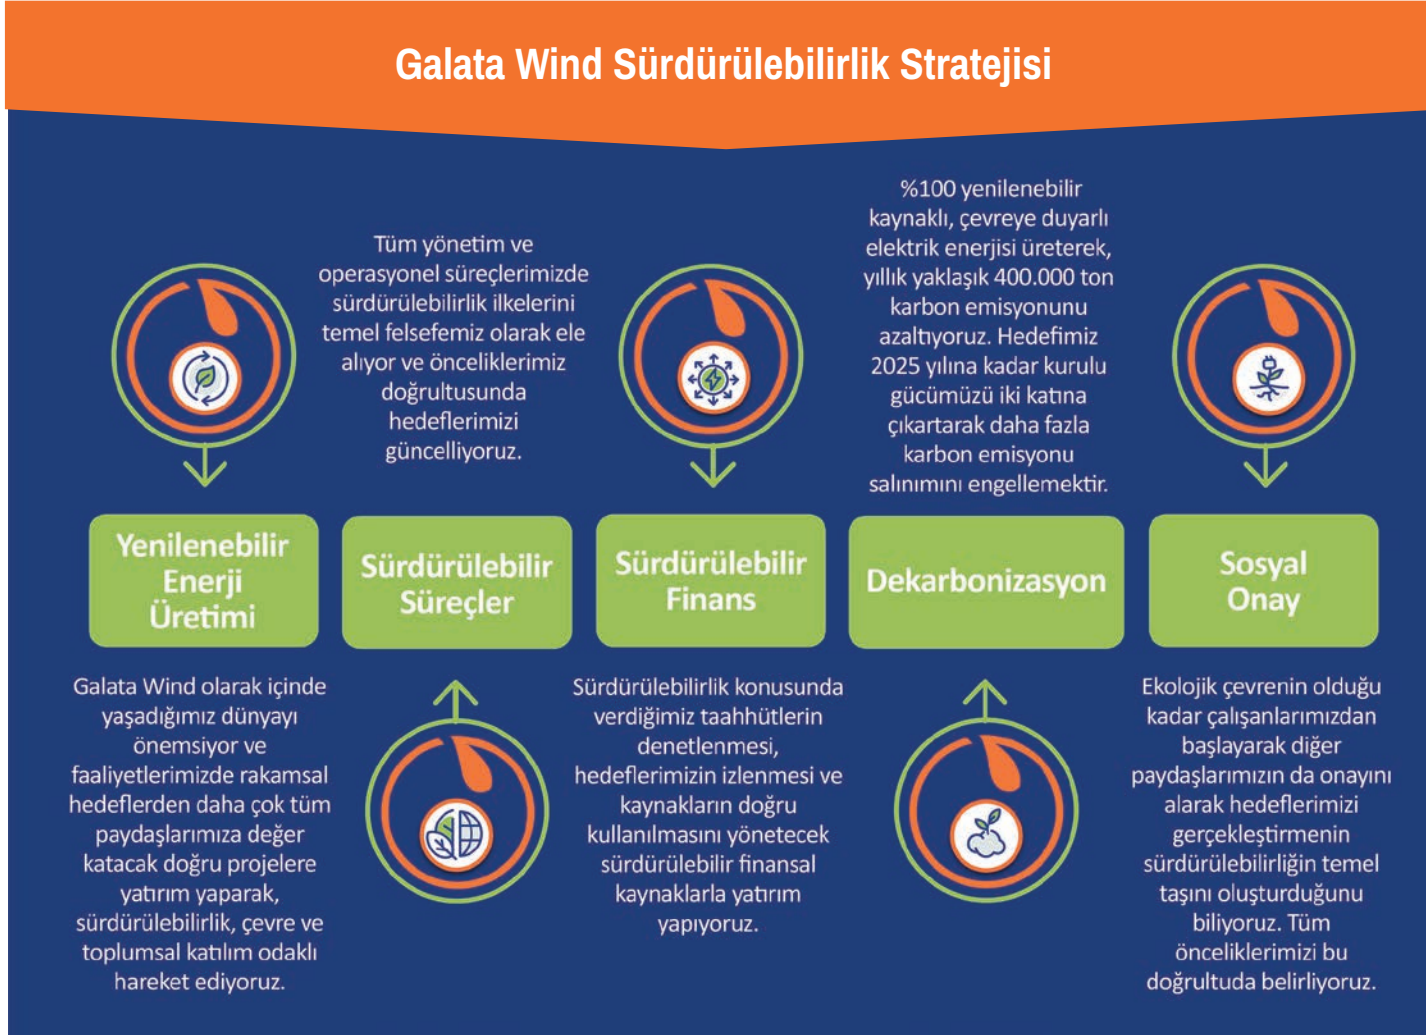 Galata Wind Sürdürülebilirlik Stratejisi
Yenilenebilir
Enerji
Üretimi
Galata Wind olarak içinde
yaşadığımız dünyayı
önemsiyor ve
faaliyetlerimizde rakamsal
hedeflerden daha çok tüm
paydaşlarımıza değer
katacak doğru projelere
yatırım yaparak,
sürdürülebilirlik, çevre ve
toplumsal katılım odaklı
hareket ediyoruz.
Tüm yönetim ve
operasyonel süreçlerimizde
sürdürülebilirlik ilkelerini
temel felsefemiz olarak ele
alıyor ve önceliklerimiz
doğrultusunda
hedeflerimizi
güncelliyoruz.
Sürdürülebilir
Süreçler
Sürdürülebilir
Finans
Sürdürülebilirlik konusunda
verdiğimiz taahhütlerin
denetlenmesi,
hedeflerimizin izlenmesi ve
kaynakların doğru
kullanılmasını yönetecek
sürdürülebilir finansal
kaynaklarla yatırım
yapıyoruz.
%100 yenilenebilir
kaynaklı, çevreye duyarlı
elektrik enerjisi üreterek,
yıllık yaklaşık 400.000 ton
karbon emisyonunu
azaltıyoruz. Hedefimiz
2025 yılına kadar kurulu
gücümüzü iki katına
çıkartarak daha fazla
karbon emisyonu
salınımını engellemektir.
Dekarbonizasyon
Sosyal
Onay
Ekolojik çevrenin olduğu
kadar çalışanlarımızdan
başlayarak diğer
paydaşlarımızın da onayını
alarak hedeflerimizi
gerçekleştirmenin
sürdürülebilirliğin temel
taşını oluşturduğunu
biliyoruz. Tüm
önceliklerimizi bu
doğrultuda belirliyoruz.